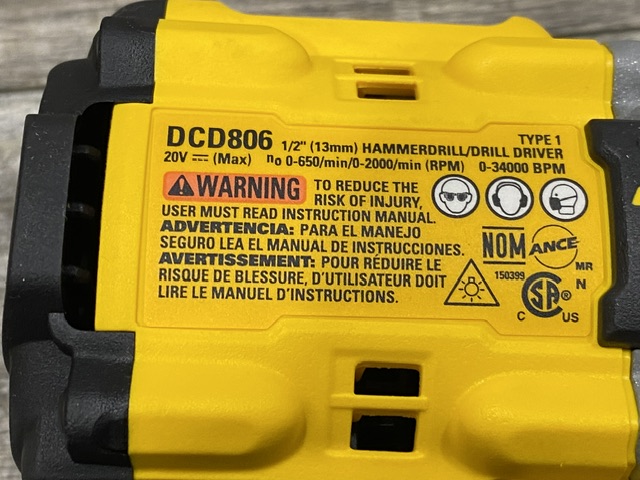 DCD806 1/2" (13mm) HAMMERDRILL/DRILL DRIVER TYPE 1
20V ⎓ (Max) n₀ 0-650/min/0-2000/min (RPM) 0-34000 BPM
WARNING TO REDUCE THE
RISK OF INJURY,
USER MUST READ INSTRUCTION MANUAL.
ADVERTENCIA: PARA EL MANEJO
SEGURO LEA EL MANUAL DE INSTRUCCIONES.
AVERTISSEMENT: POUR RÉDUIRE LE
RISQUE DE BLESSURE, D'UTILISATEUR DOIT
LIRE LE MANUEL D'INSTRUCTIONS.
NOM ANCE MR
150399 N
C SA ® C US